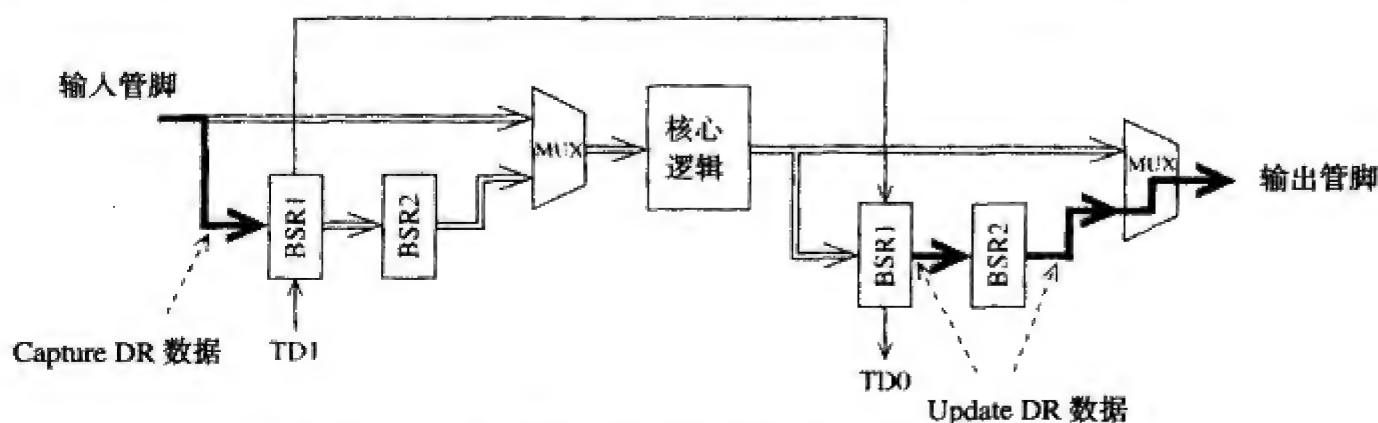 输人管脚
MUX
核心
逻辑
MUX
输出管脚
BSR1
BSR2
BSR1
BSR2
Capture DR 数据
TD1
TD0
Update DR 数据